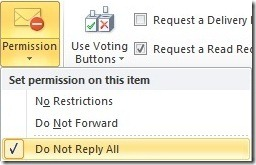 Request a Delivery
Permission
Use Voting
Buttons
Request a Read Re
Set permission on this item
No Restrictions
Do Not Forward
Do Not Reply All